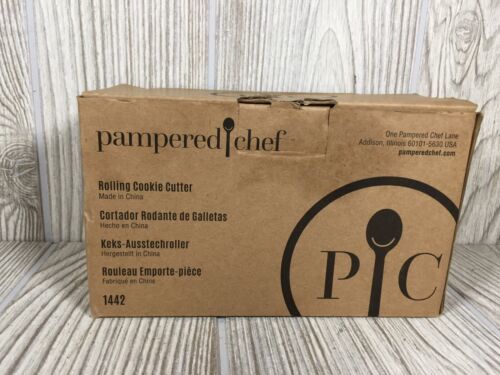 pampered chef
One Pampered Chef Lane
Addison, Illinois 60101-5630 USA
pamperedchef.com
Rolling Cookie Cutter
Made in China
Cortador Rodante de Galletas
Hecho en China
Keks-Ausstechroller
Hergestellt in China
Rouleau Emporte-pièce
Fabriqué en Chine
1442
P C